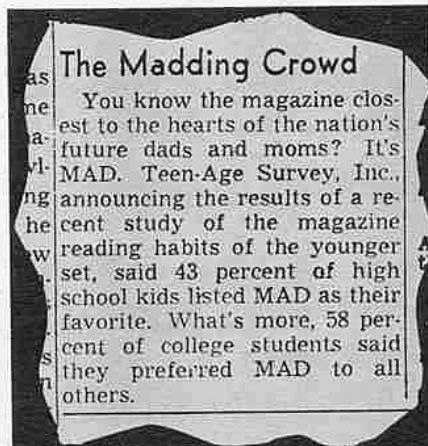 The Madding Crowd
You know the magazine clos-
est to the hearts of the nation's
future dads and moms? It's
MAD. Teen-Age Survey, Inc.,
announcing the results of a re-
cent study of the magazine
reading habits of the younger
set, said 43 percent of high
school kids listed MAD as their
favorite. What's more, 58 per-
cent of college students said
they preferred MAD to all
others.